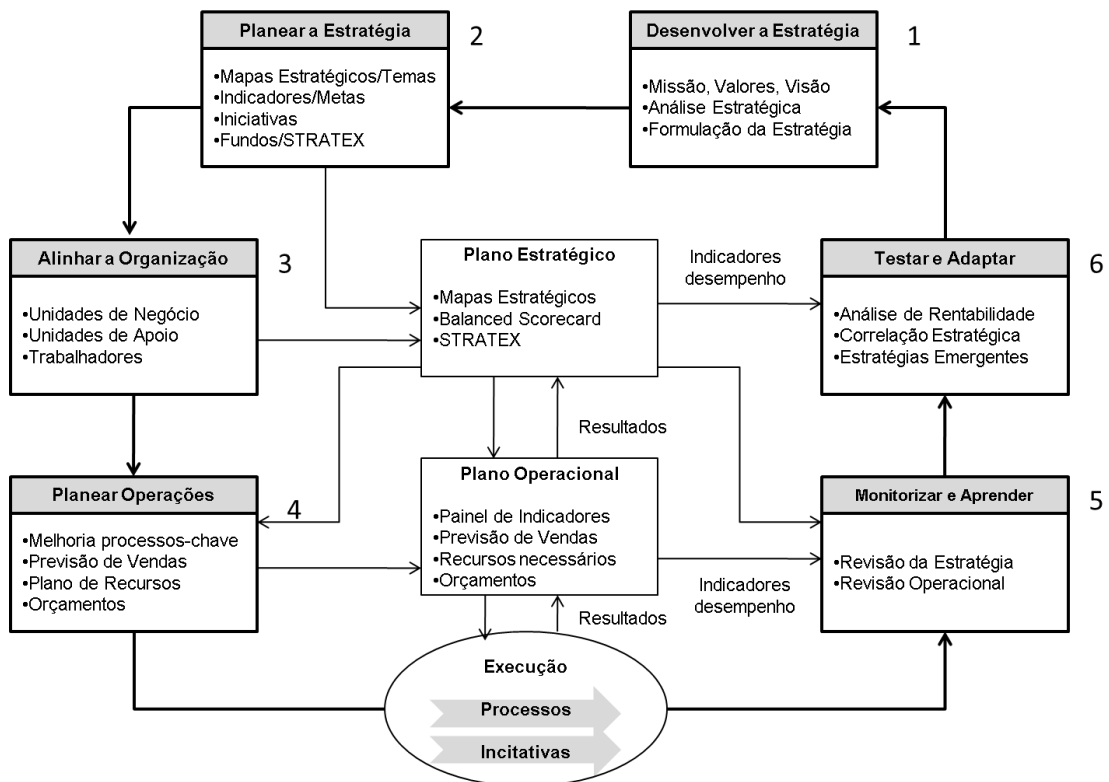 Planear a Estratégia
2
•Mapas Estratégicos/Temas
•Indicadores/Metas
•Iniciativas
•Fundos/STRATEX
Desenvolver a Estratégia
1
•Missão, Valores, Visão
•Análise Estratégica
•Formulação da Estratégia
Alinhar a Organização
3
•Unidades de Negócio
•Unidades de Apoio
•Trabalhadores
Plano Estratégico
•Mapas Estratégicos
•Balanced Scorecard
•STRATEX
Indicadores
desempenho
Testar e Adaptar
6
•Análise de Rentabilidade
•Correlação Estratégica
•Estratégias Emergentes
Resultados
Planear Operações
4
•Melhoria processos-chave
•Previsão de Vendas
•Plano de Recursos
•Orçamentos
Plano Operacional
•Painel de Indicadores
•Previsão de Vendas
•Recursos necessários
•Orçamentos
Indicadores
desempenho
Monitorizar e Aprender
5
•Revisão da Estratégia
•Revisão Operacional
Resultados
Execução
Processos
Incitativas